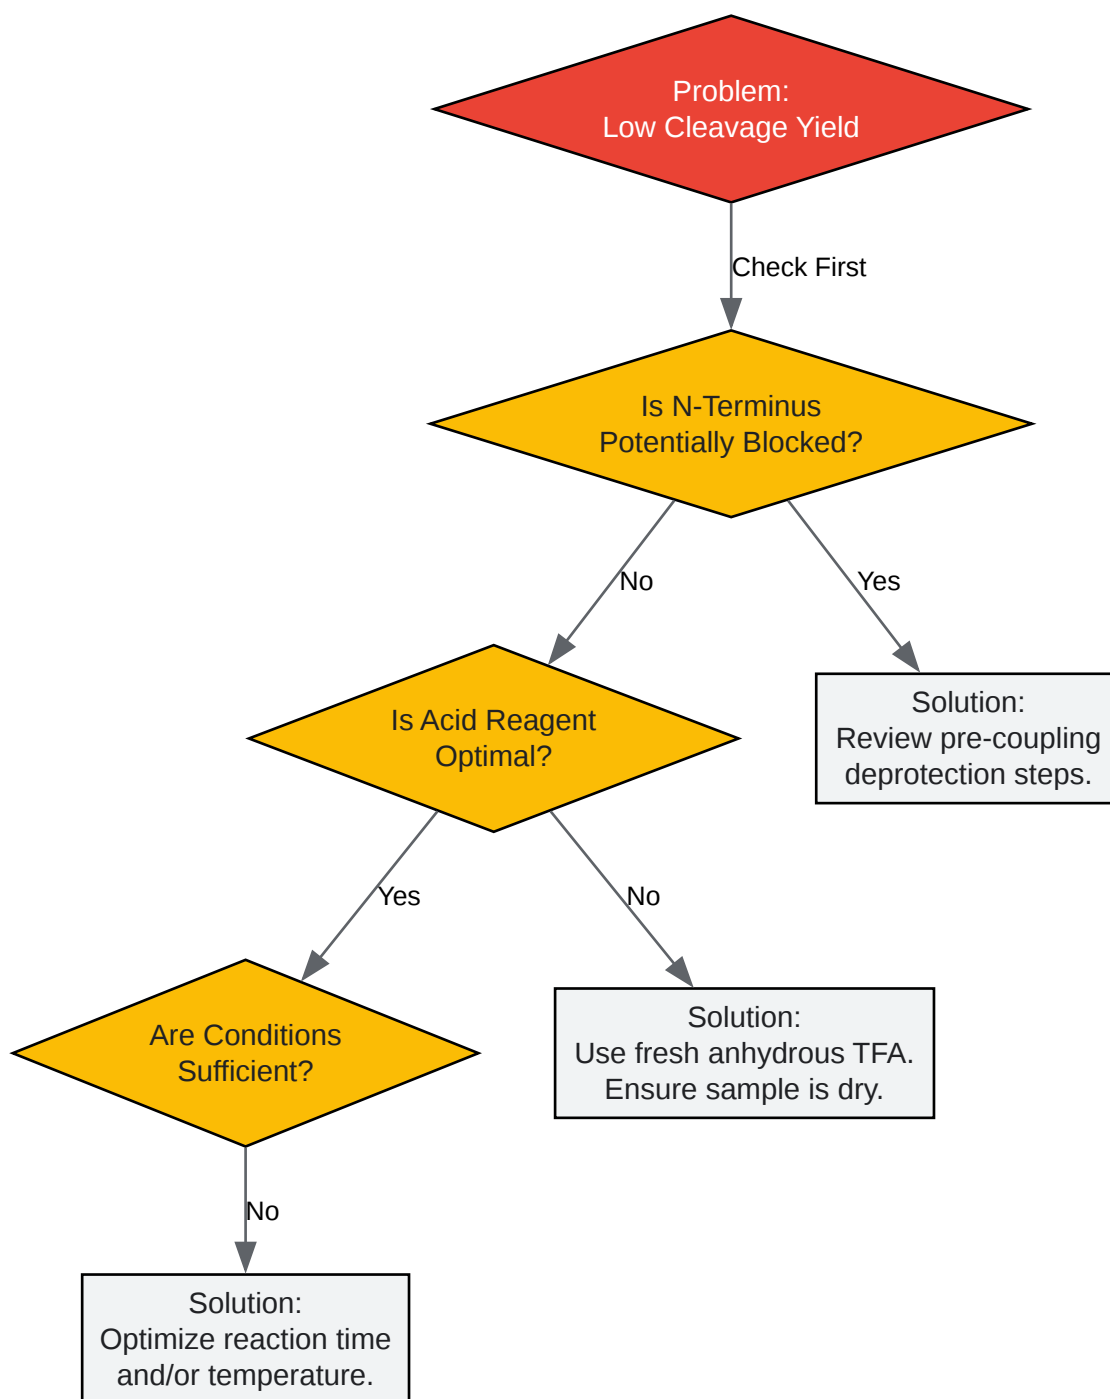 Problem:
Low Cleavage Yield
Check First
Is N-Terminus
Potentially Blocked?
No
Yes
Is Acid Reagent
Optimal?
Solution:
Review pre-coupling
deprotection steps.
Yes
No
Are Conditions
Sufficient?
Solution:
Use fresh anhydrous TFA.
Ensure sample is dry.
No
Solution:
Optimize reaction time
and/or temperature.